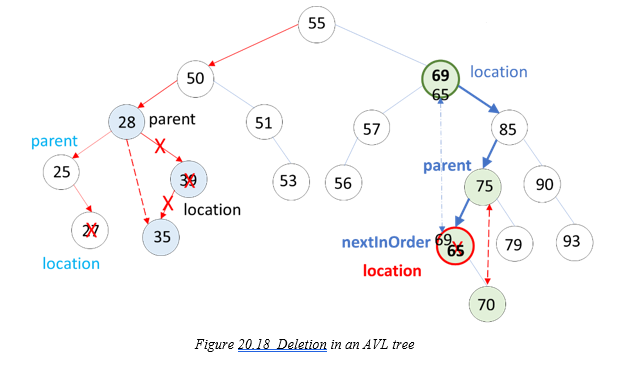 55
50
69
65
location
28
parent
51
57
85
parent
25
39
53
56
parent
75
90
location
27
X
X
X
X
35
nextInOrder
69
65
X
79
93
location
location
70
Figure 20.18  Deletion in an AVL tree